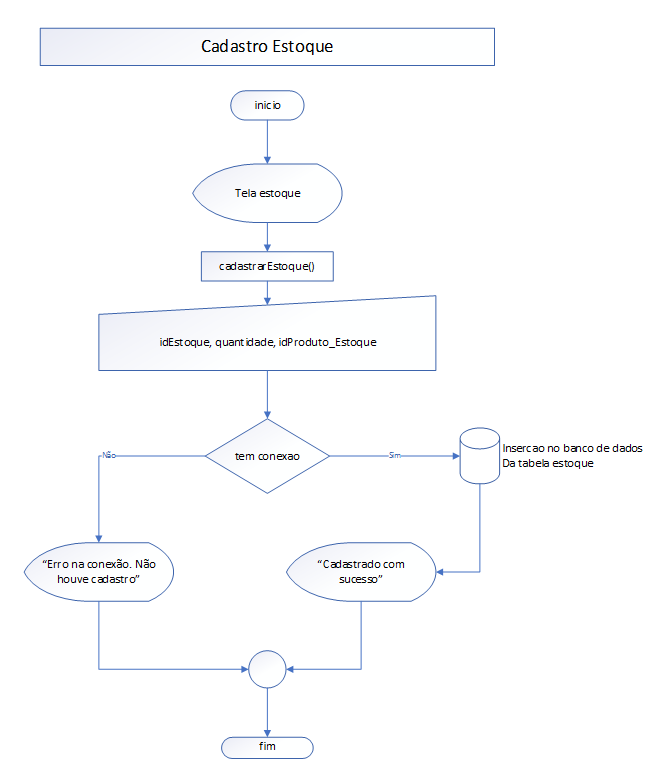 Cadastro Estoque
inicio
Tela estoque
cadastrarEstoque()
idEstoque, quantidade, idProduto_Estoque
tem conexao
Não
Sim
Insercao no banco de dados
Da tabela estoque
“Erro na conexão. Não
houve cadastro”
“Cadastrado com
sucesso”
fim